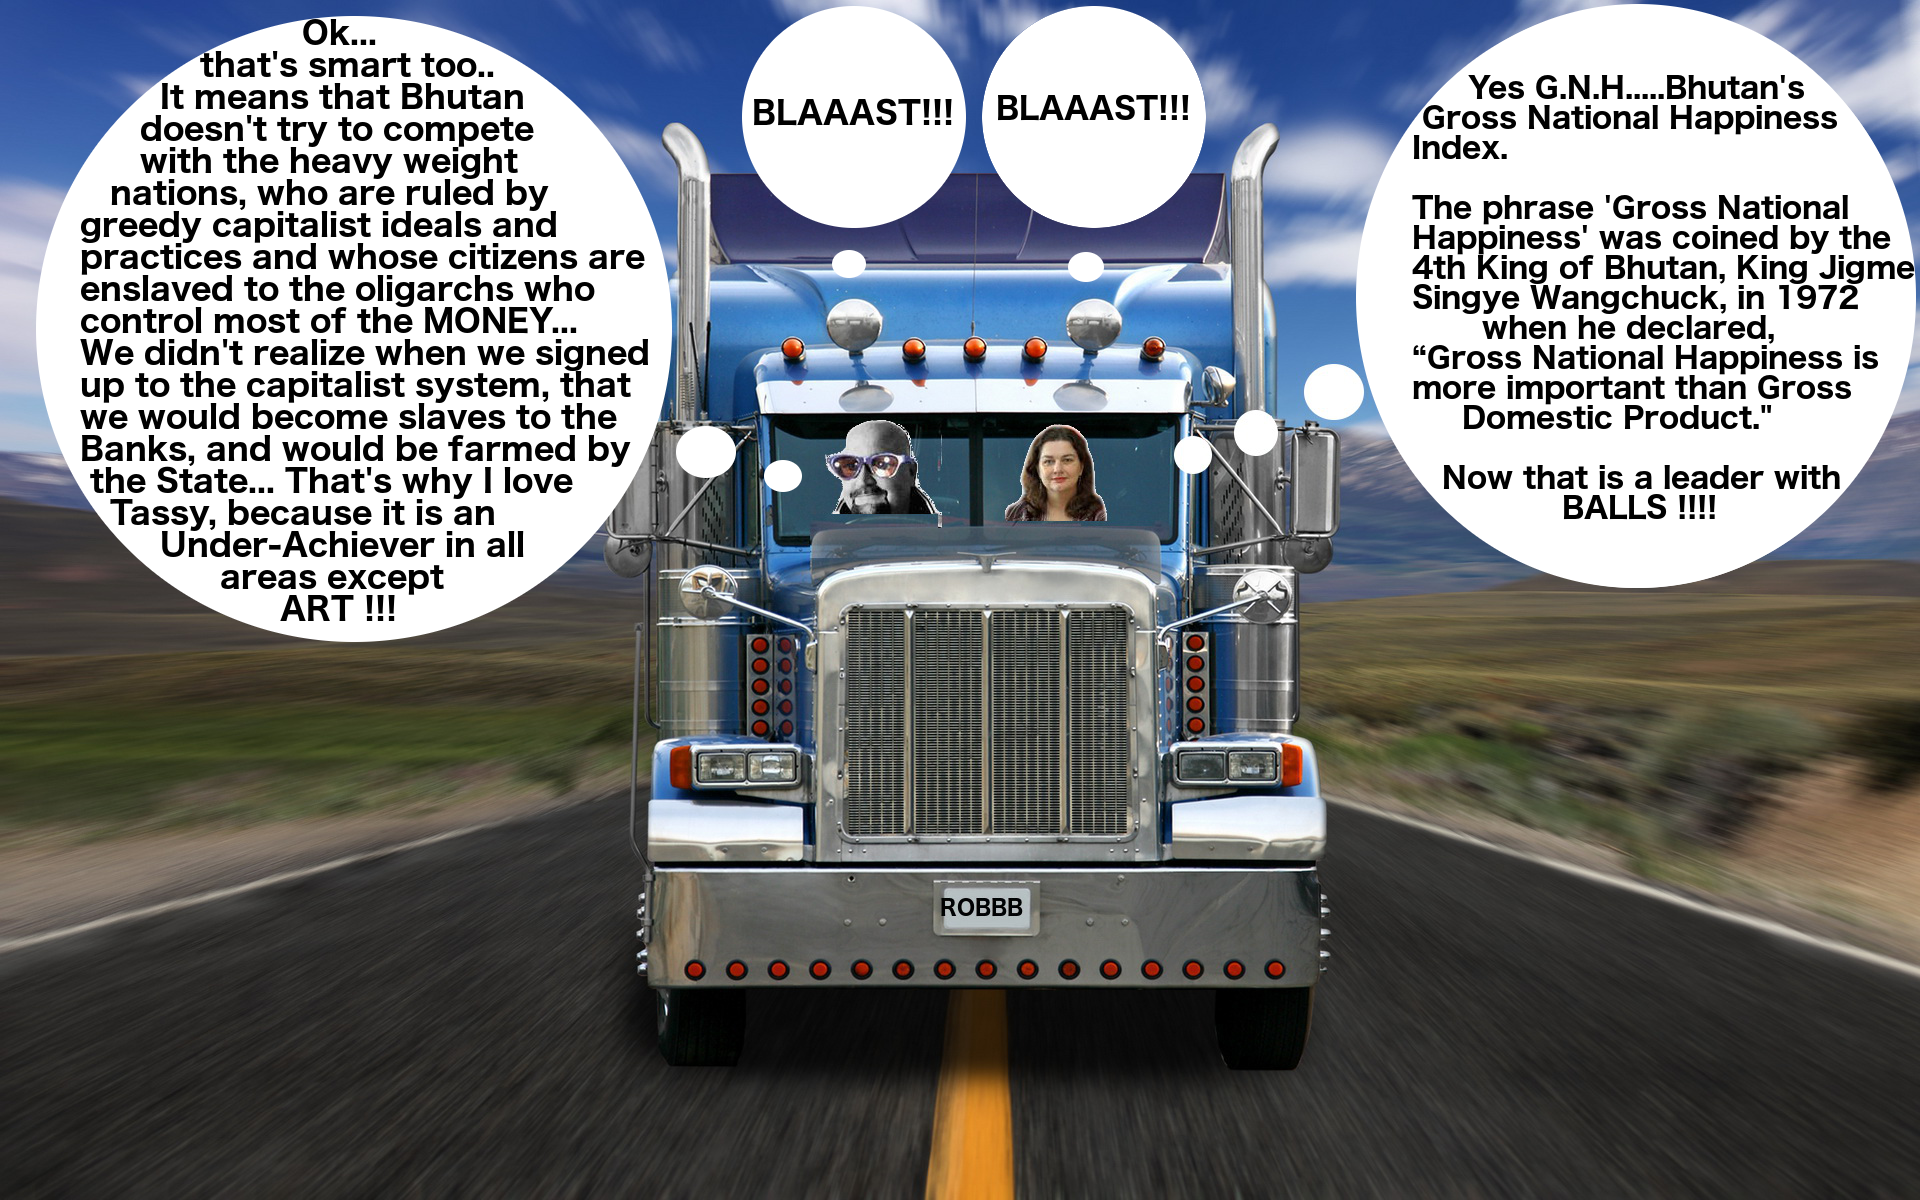 Ok...
that's smart too..
It means that Bhutan
doesn't try to compete
with the heavy weight
nations, who are ruled by
greedy capitalist ideals and
practices and whose citizens are
enslaved to the oligarchs who
control most of the MONEY...
We didn't realize when we signed
up to the capitalist system, that
we would become slaves to the
Banks, and would be farmed by
the State... That's why I love
Tassy, because it is an
Under-Achiever in all
areas except
ART !!!
BLAAAST!!!
BLAAAST!!!
Yes G.N.H.....Bhutan's
Gross National Happiness
Index.
The phrase 'Gross National
Happiness' was coined by the
4th King of Bhutan, King Jigme
Singye Wangchuck, in 1972
when he declared,
“Gross National Happiness is
more important than Gross
Domestic Product."
Now that is a leader with
BALLS !!!!
ROBBB